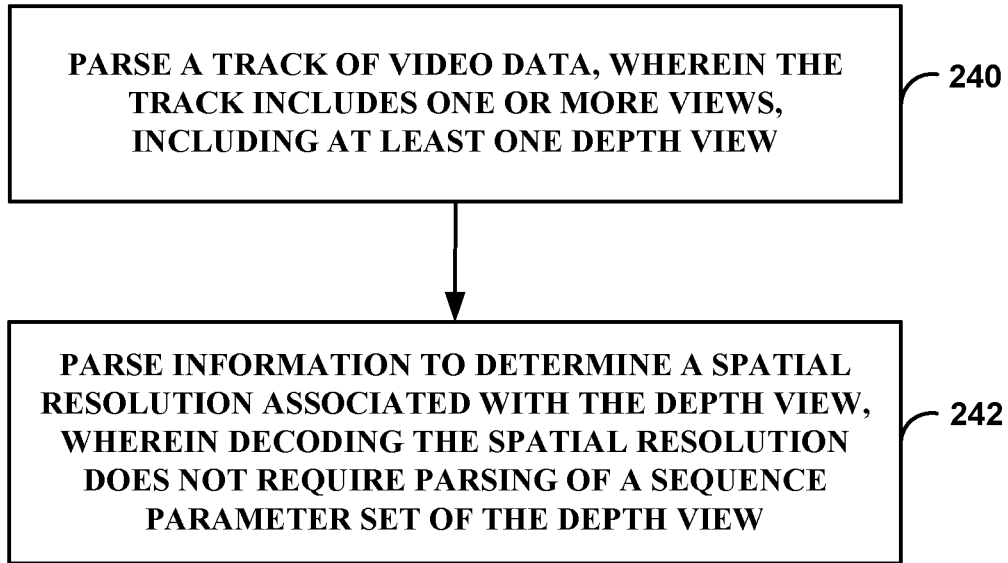 PARSE A TRACK OF VIDEO DATA, WHEREIN THE
TRACK INCLUDES ONE OR MORE VIEWS,
INCLUDING AT LEAST ONE DEPTH VIEW
240
PARSE INFORMATION TO DETERMINE A SPATIAL
RESOLUTION ASSOCIATED WITH THE DEPTH VIEW,
WHEREIN DECODING THE SPATIAL RESOLUTION
DOES NOT REQUIRE PARSING OF A SEQUENCE
PARAMETER SET OF THE DEPTH VIEW
242